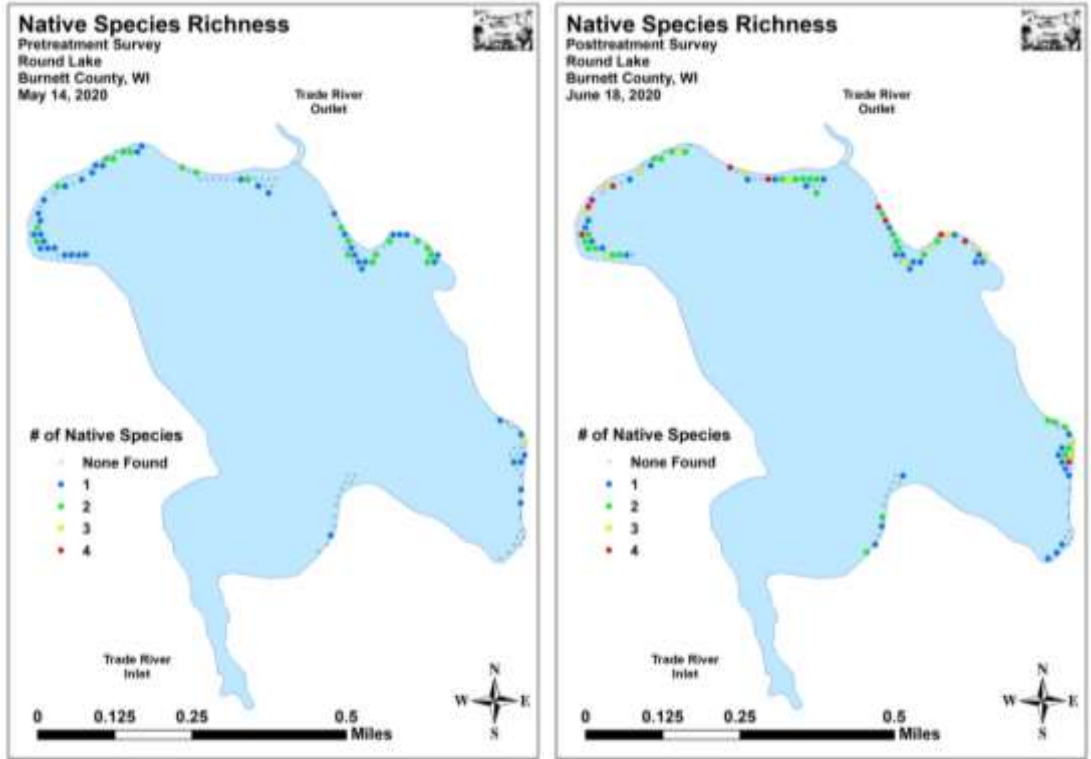 Native Species Richness
Pretreatment Survey
Round Lake
Burnett County, WI
May 14, 2020
Trade River
Outlet
# of Native Species
None Found
1
2
3
4
Trade River
Inlet
N
W E
S
0 0.125 0.25 0.5
Miles
Native Species Richness
Posttreatment Survey
Round Lake
Burnett County, WI
June 18, 2020
Trade River
Outlet
# of Native Species
None Found
1
2
3
4
Trade River
Inlet
N
W E
S
0 0.125 0.25 0.5
Miles